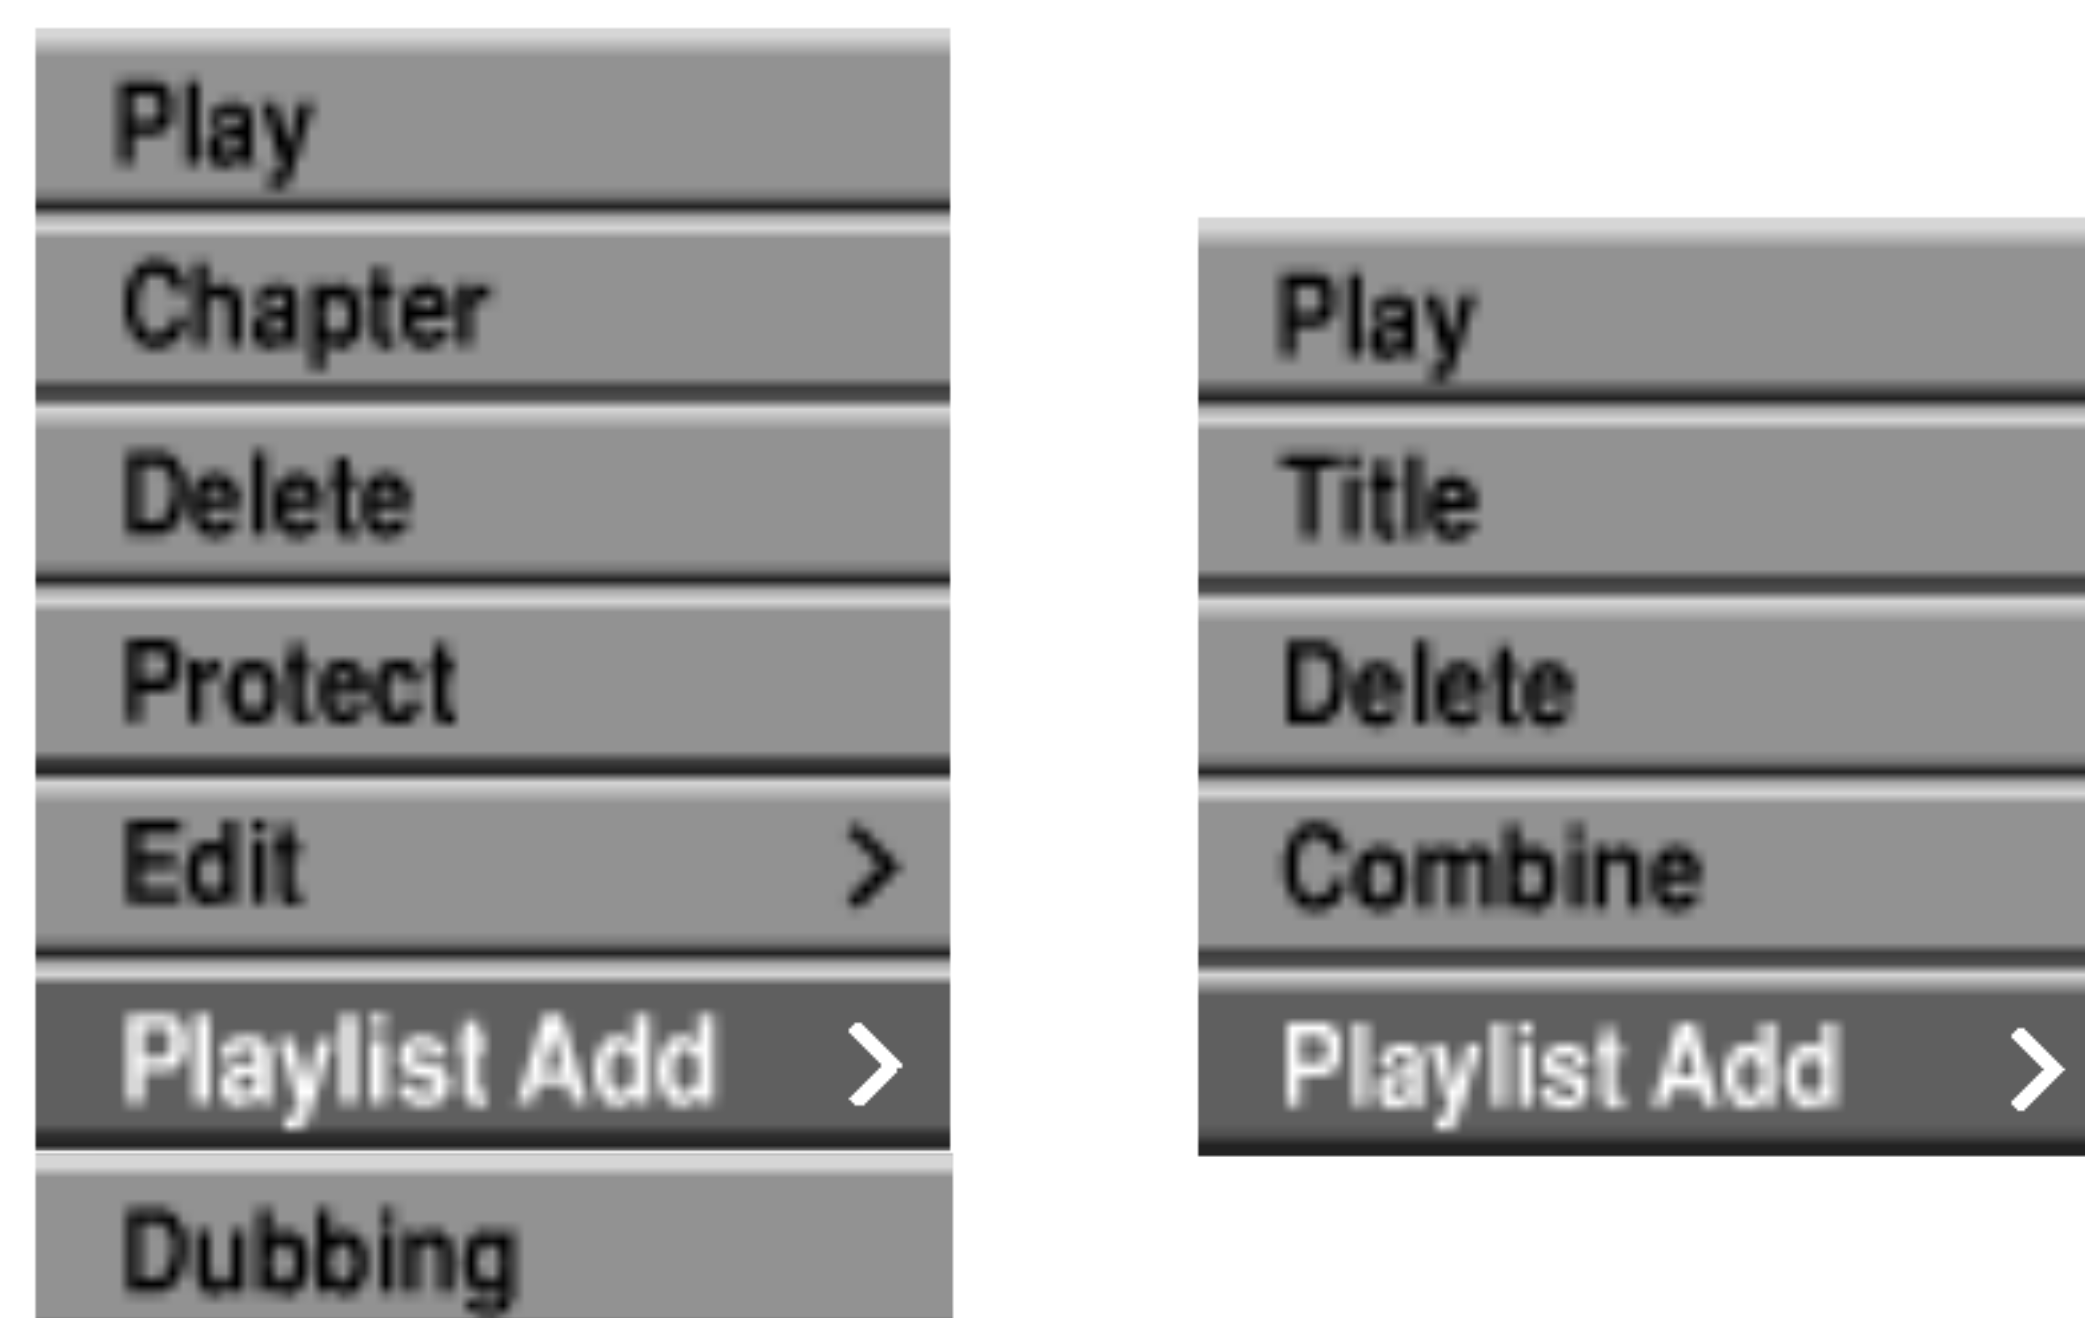 Play
Chapter
Delete
Protect
Edit >
Playlist Add >
Dubbing
Play
Title
Delete
Combine
Playlist Add >